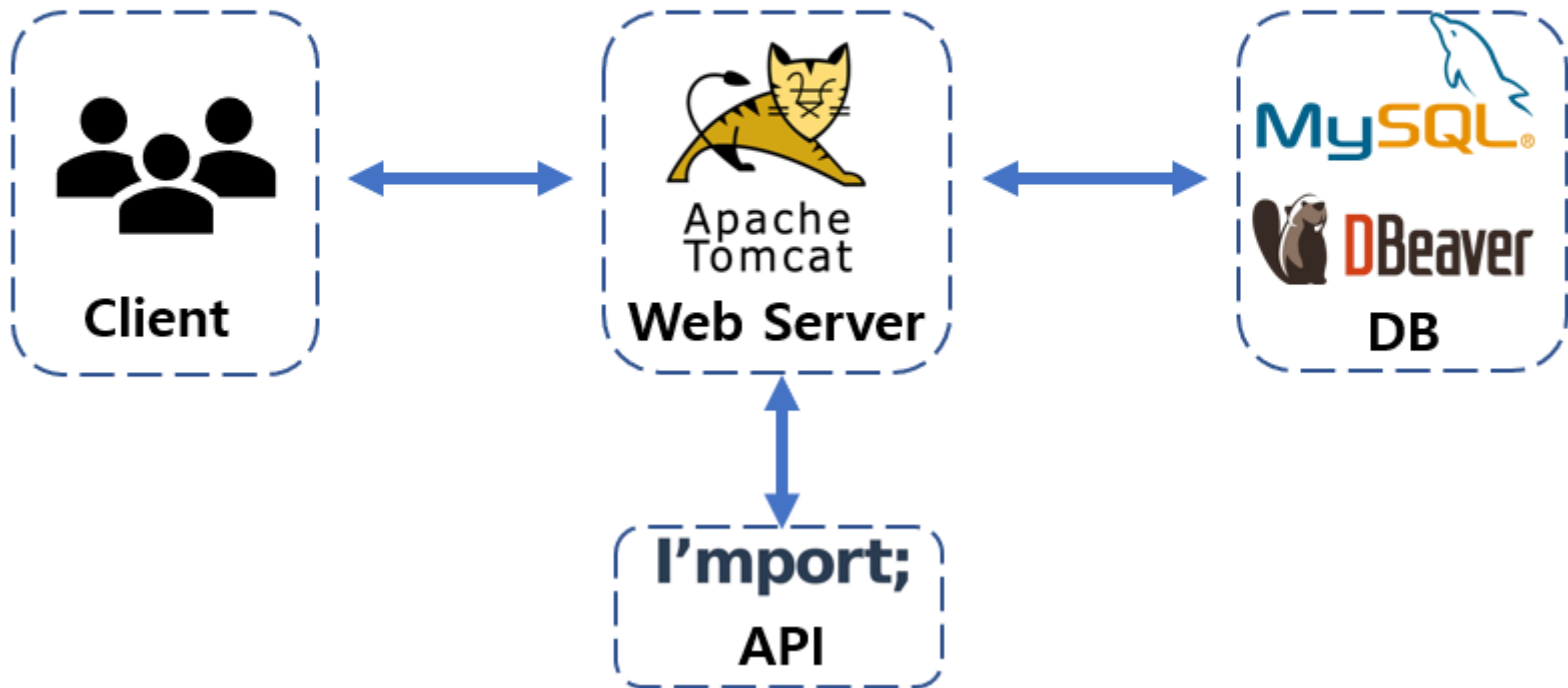 Client
Apache
Tomcat
Web Server
MySQL®
DBeaver
DB
I'mport;
API